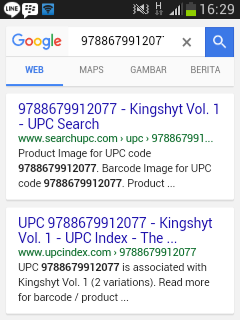 LINE H 16:29
Google 978867991207
WEB MAPS GAMBAR BERITA
9788679912077 - Kingshyt Vol. 1
- UPC Search
www.searchupc.com › upc › 978867991...
Product Image for UPC code
9788679912077. Barcode Image for UPC
code 9788679912077. Product ...
UPC 9788679912077 - Kingshyt
Vol. 1 - UPC Index - The ...
www.upcindex.com › 9788679912077
UPC 9788679912077 is associated with
Kingshyt Vol. 1 (2 variations). Read more
for barcode / product ...